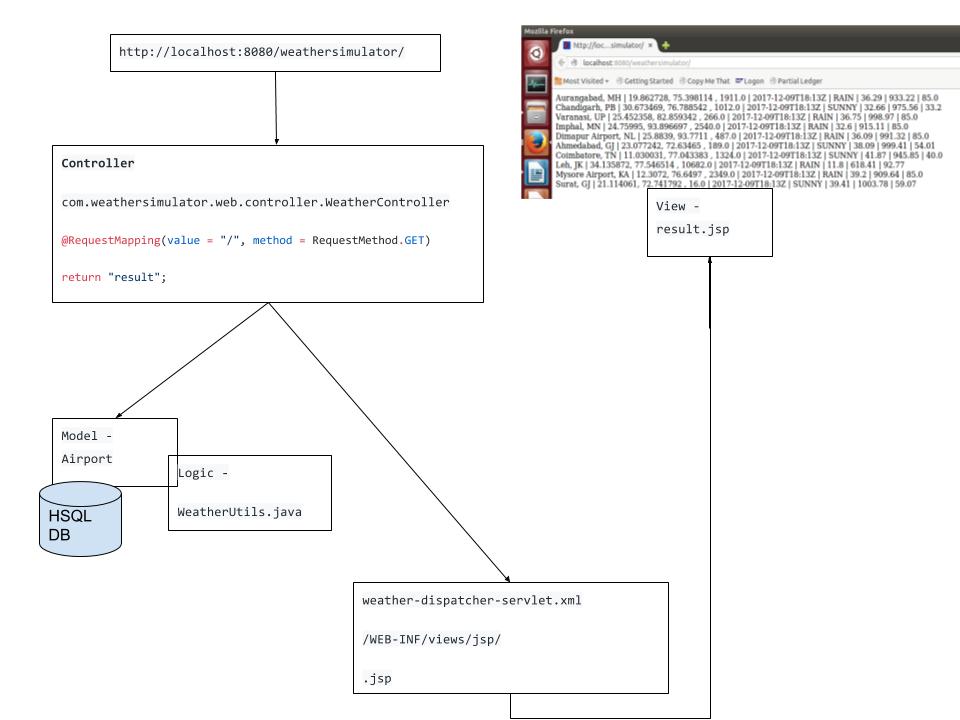 http://localhost:8080/weathersimulator/
Controller
com.weathersimulator.web.controller.WeatherController
@RequestMapping(value = "/", method = RequestMethod.GET)
return "result";
Model -
Airport
HSQL
DB
Logic -
WeatherUtils.java
weather-dispatcher-servlet.xml
/WEB-INF/views/jsp/
.jsp
Mozilla Firefox
http://loc...simulator/ ×
localhost:8080/weathersimulator/
Most Visited Getting Started Copy Me That Logon Partial Ledger
Aurangabad, MH | 19.862728, 75.398114 , 1911.0 | 2017-12-09T18:13Z | RAIN | 36.29 | 933.22 | 85.0
Chandigarh, PB | 30.673469, 76.788542 , 1012.0 | 2017-12-09T18:13Z | SUNNY | 32.66 | 975.56 | 33.2
Varanasi, UP | 25.452358, 82.859342 , 266.0 | 2017-12-09T18:13Z | RAIN | 36.75 | 998.97 | 85.0
Imphal, MN | 24.75995, 93.896697 , 2540.0 | 2017-12-09T18:13Z | RAIN | 32.6 | 915.11 | 85.0
Dimapur Airport, NL | 25.8839, 93.7711 , 487.0 | 2017-12-09T18:13Z | RAIN | 36.09 | 991.32 | 85.0
Ahmedabad, GJ | 23.077242, 72.63465 , 189.0 | 2017-12-09T18:13Z | SUNNY | 38.09 | 999.41 | 54.01
Coimbatore, TN | 11.030031, 77.043383 , 1324.0 | 2017-12-09T18:13Z | SUNNY | 41.87 | 945.85 | 40.0
Leh, JK | 34.135872, 77.546514 , 10682.0 | 2017-12-09T18:13Z | RAIN | 11.8 | 618.41 | 92.77
Mysore Airport, KA | 12.3072, 76.6497 , 2349.0 | 2017-12-09T18:13Z | RAIN | 39.2 | 909.64 | 85.0
Surat, GJ | 21.114061, 72.741792 , 16.0 | 2017-12-09T18:13Z | SUNNY | 39.41 | 1003.78 | 59.07
View -
result.jsp